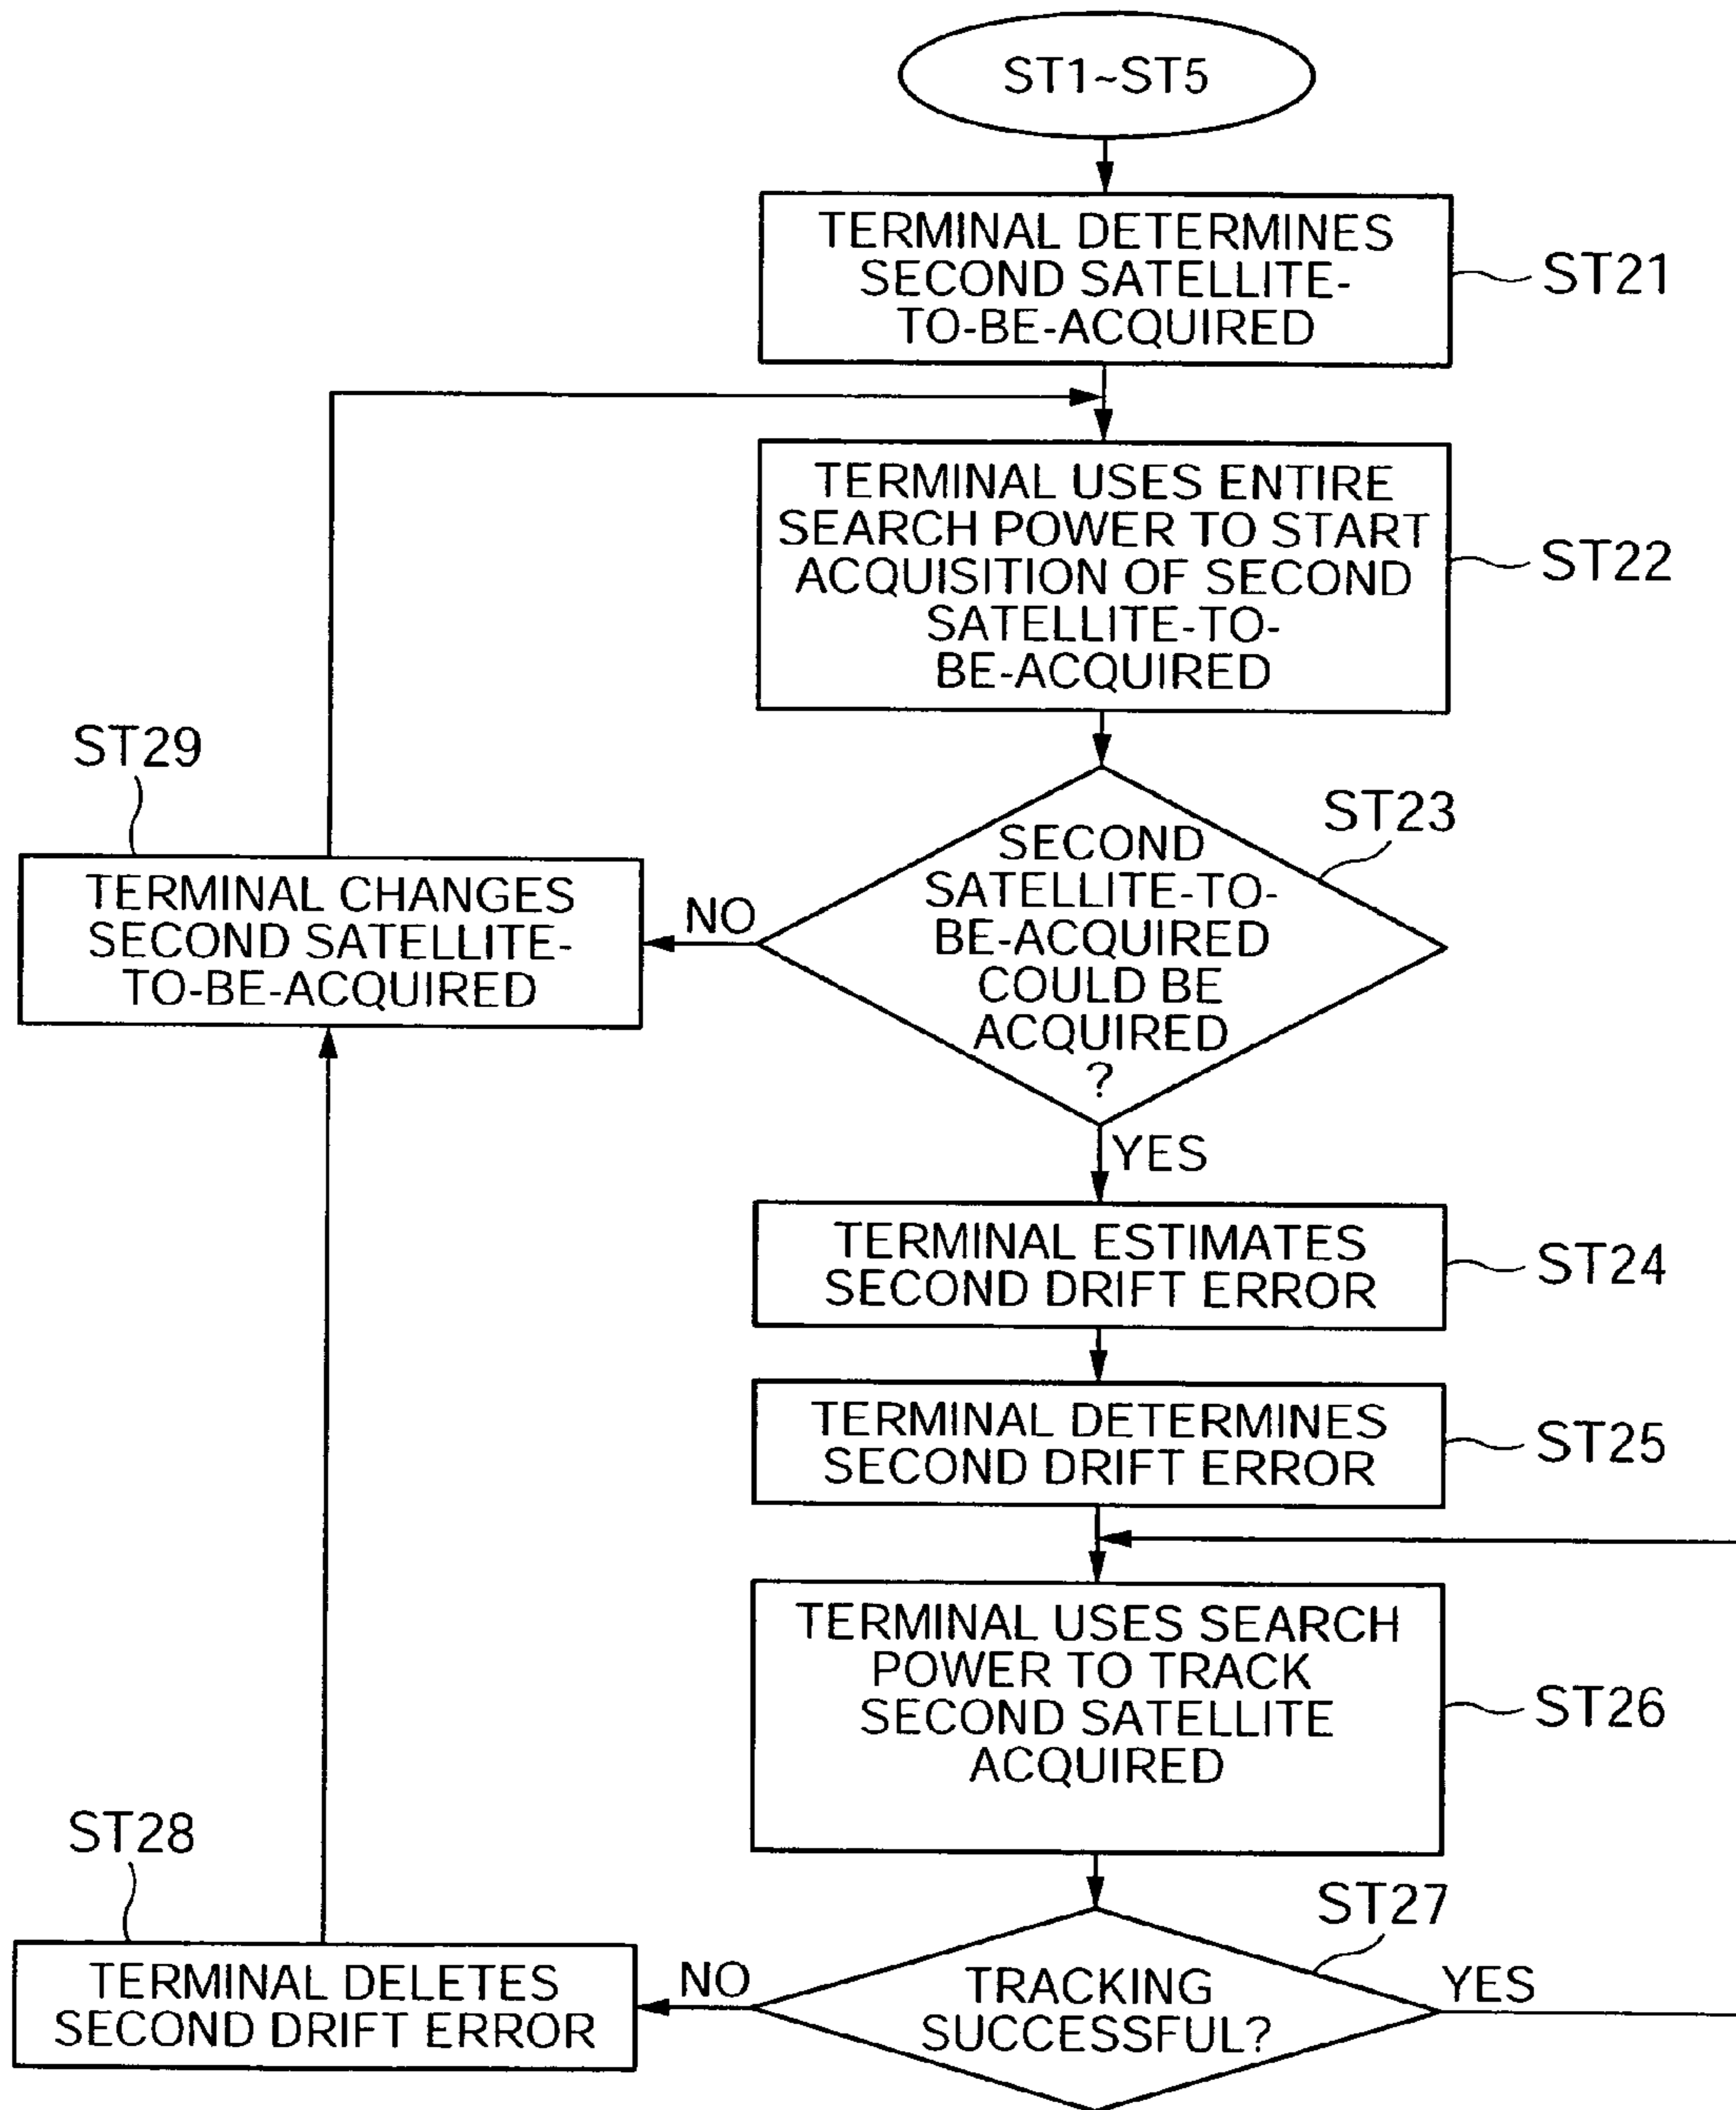 ST1~ST5
TERMINAL DETERMINES
SECOND SATELLITE-
TO-BE-ACQUIRED
ST21
TERMINAL USES ENTIRE
SEARCH POWER TO START
ACQUISITION OF SECOND
SATELLITE-TO-
BE-ACQUIRED
ST22
SECOND
SATELLITE-TO-
BE-ACQUIRED
COULD BE
ACQUIRED
?
ST23
NO
ST29
TERMINAL CHANGES
SECOND SATELLITE-
TO-BE-ACQUIRED
YES
TERMINAL ESTIMATES
SECOND DRIFT ERROR
ST24
TERMINAL DETERMINES
SECOND DRIFT ERROR
ST25
TERMINAL USES SEARCH
POWER TO TRACK
SECOND SATELLITE
ACQUIRED
ST26
TRACKING
SUCCESSFUL?
ST27
YES
NO
ST28
TERMINAL DELETES
SECOND DRIFT ERROR